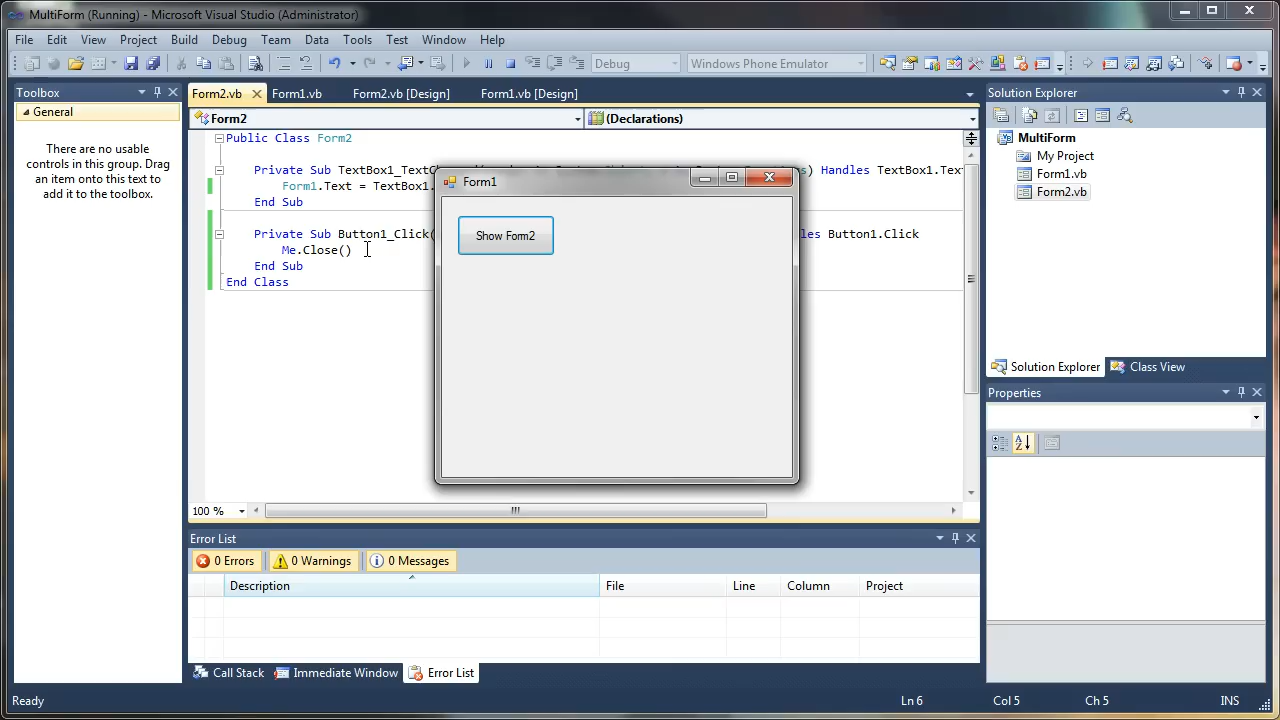 MultiForm (Running) - Microsoft Visual Studio (Administrator)
File Edit View Project Build Debug Team Data Tools Test Window Help
Debug Windows Phone Emulator
Toolbox
General
There are no usable
controls in this group. Drag
an item onto this text to
add it to the toolbox.
Form2.vb Form1.vb Form2.vb [Design] Form1.vb [Design]
Form2 (Declarations)
Public Class Form2
Private Sub ) Handles TextBox1.Text
Form1.Text = TextBox1.
End Sub
Private Sub Button1_Click( Button1.Click
Me.Close()
End Sub
End Class
Form1
Show Form2
100 %
Error List
0 Errors 0 Warnings 0 Messages
Description File Line Column Project
Call Stack Immediate Window Error List
Solution Explorer
MultiForm
My Project
Form1.vb
Form2.vb
Solution Explorer Class View
Properties
Ready Ln 6 Col 5 Ch 5 INS